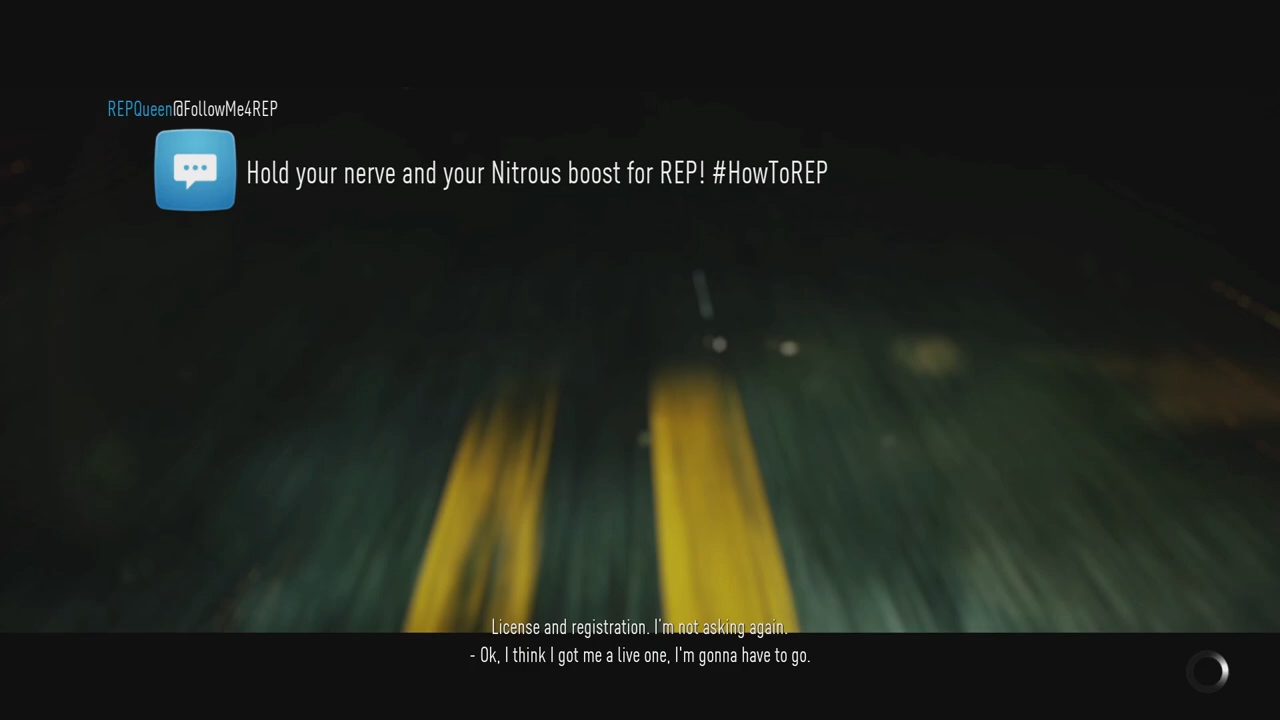 REPQueen@FollowMe4REP
Hold your nerve and your Nitrous boost for REP! #HowToREP
License and registration. I'm not asking again.
- Ok, I think I got me a live one, I'm gonna have to go.